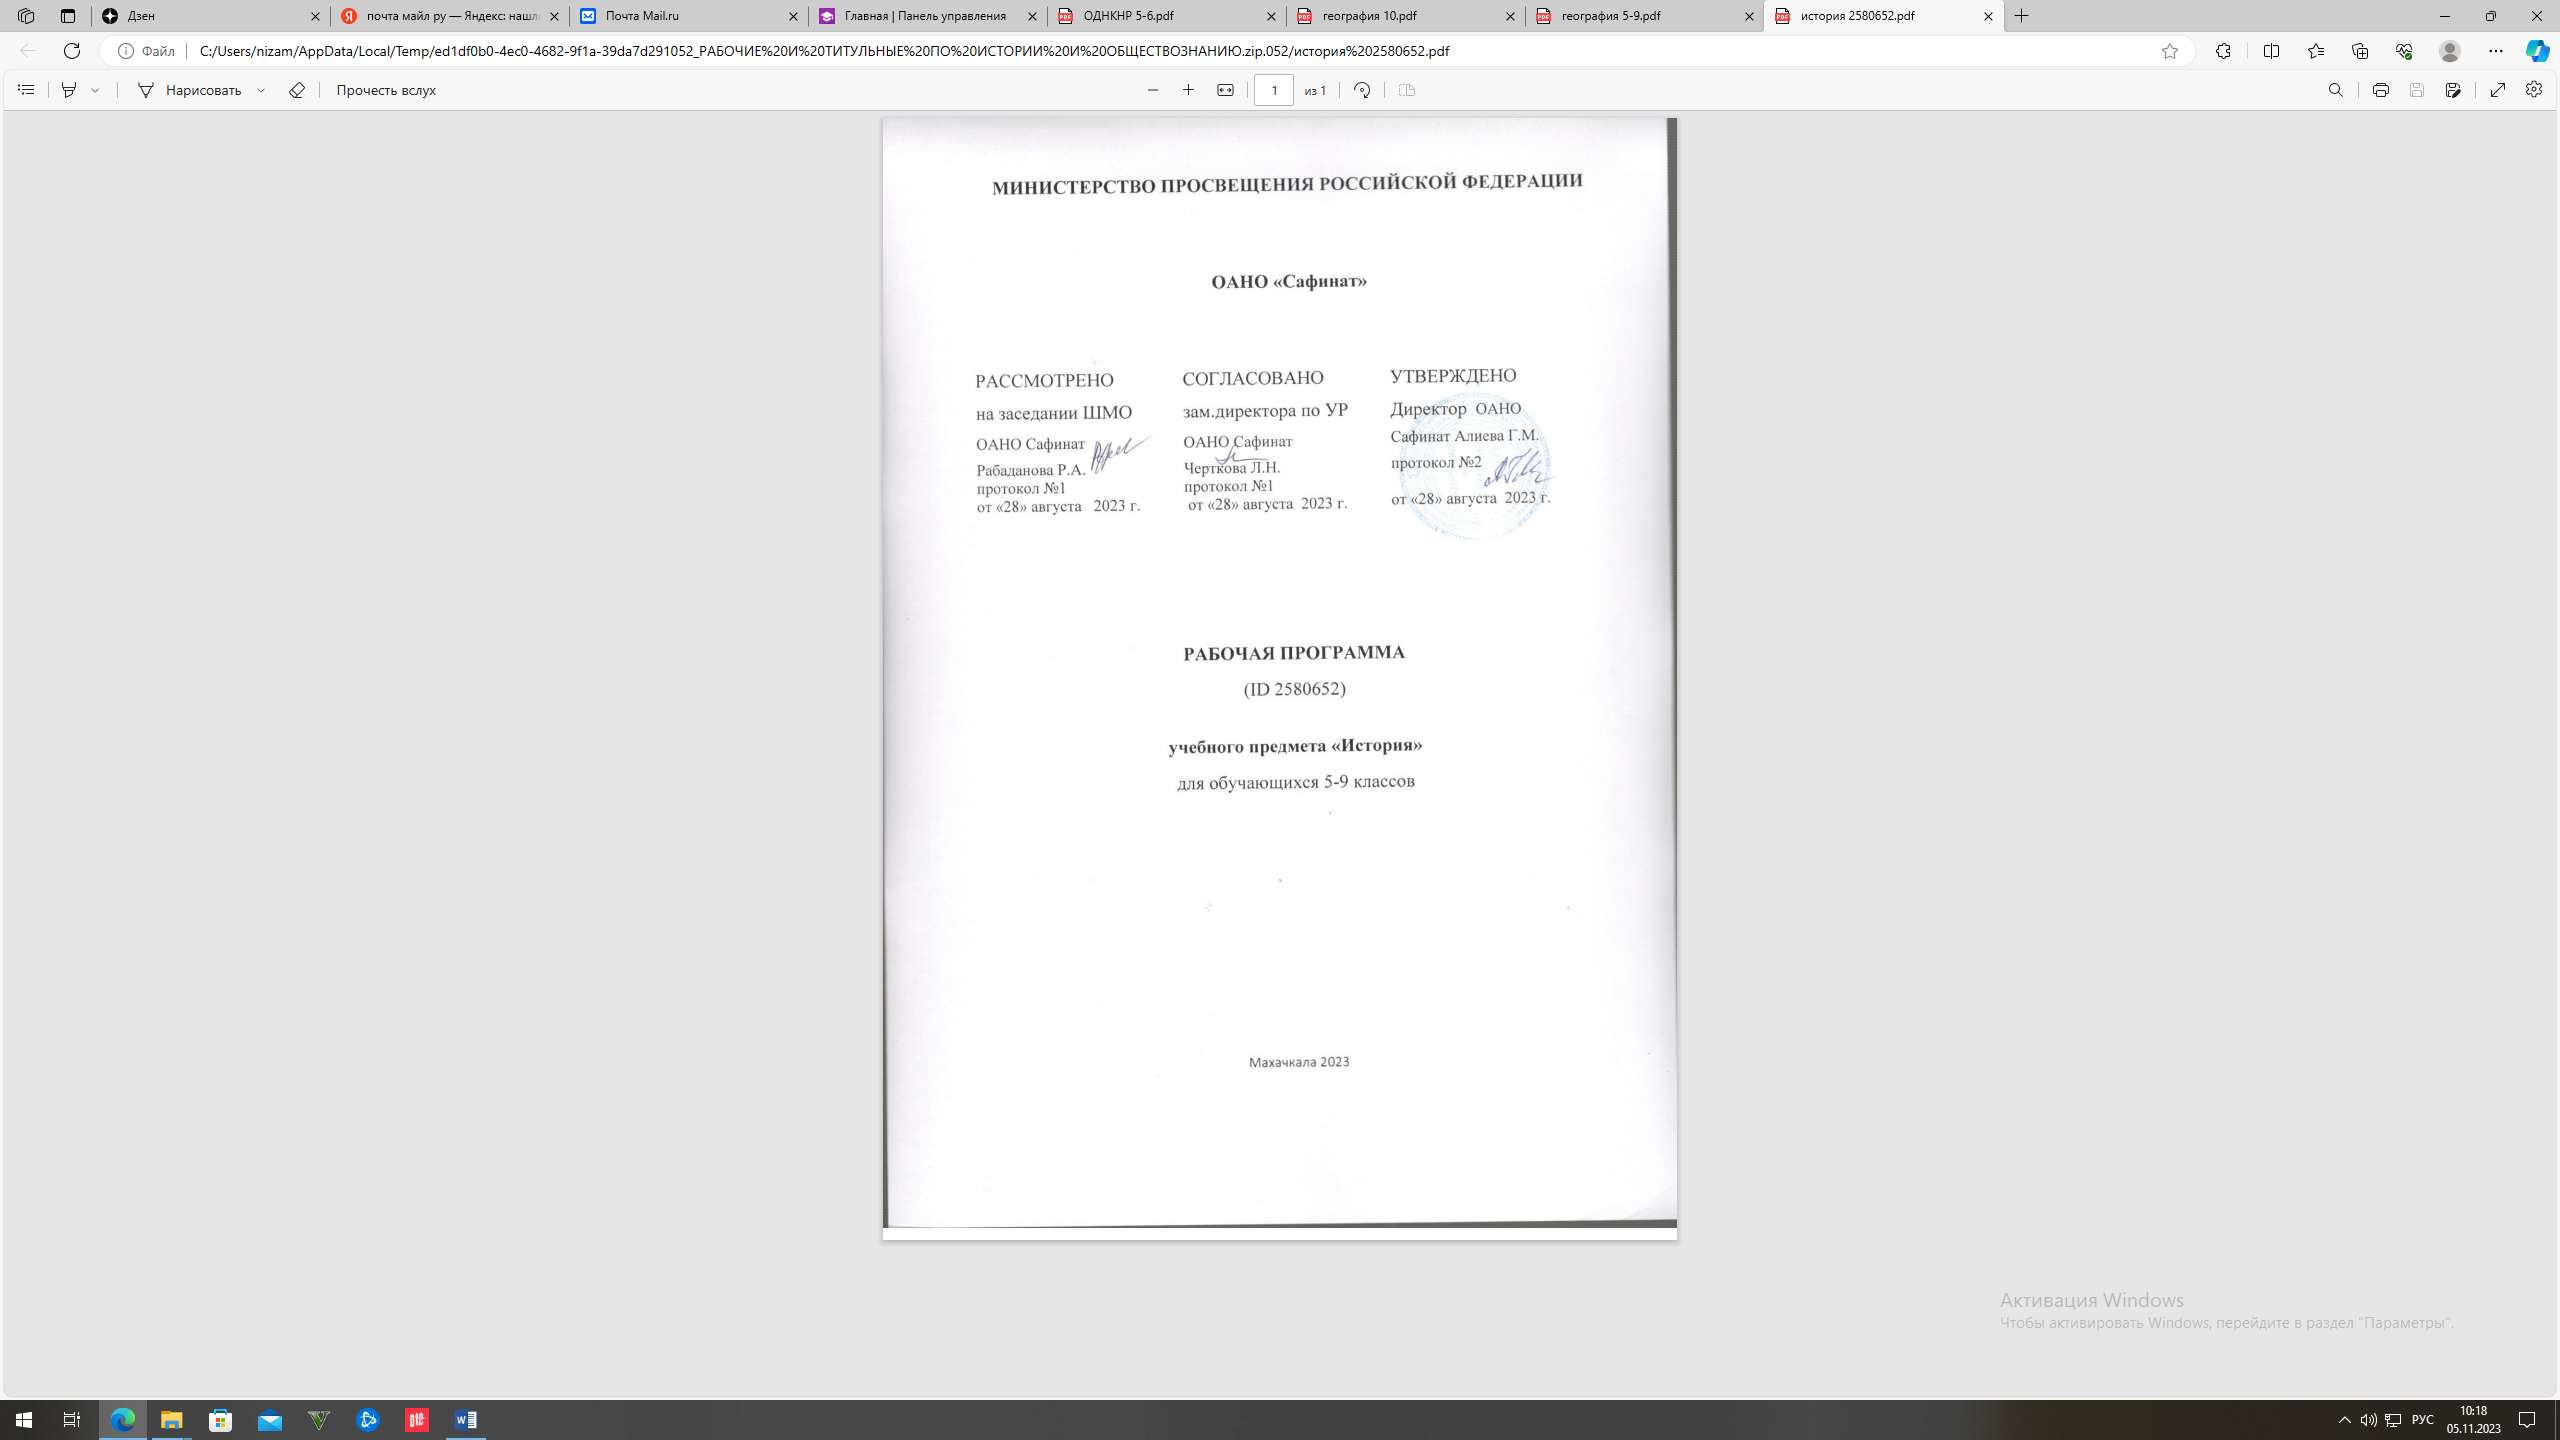 Дзен
почта майл ру — Яндекс: нашл
Почта Mail.ru
Главная | Панель управления
ОДНКНР 5-6.pdf
география 10.pdf
география 5-9.pdf
история 2580652.pdf
Файл
C:/Users/nizam/AppData/Local/Temp/ed1df0b0-4ec0-4682-9f1a-39da7d291052_РАБОЧИЕ%20И%20ТИТУЛЬНЫЕ%20ПО%20ИСТОРИИ%20И%20ОБЩЕСТВОЗНАНИЮ.zip.052/история%202580652.pdf
Нарисовать
Прочесть вслух
1
из 1
МИНИСТЕРСТВО ПРОСВЕЩЕНИЯ РОССИЙСКОЙ ФЕДЕРАЦИИ
ОАНО «Сафинат»
РАССМОТРЕНО
на заседании ШМО
ОАНО Сафинат
Рабаданова Р.А.
протокол №1
от «28» августа 2023 г.
СОГЛАСОВАНО
зам.директора по УР
ОАНО Сафинат
Черткова Л.Н.
протокол №1
от «28» августа 2023 г.
УТВЕРЖДЕНО
Директор ОАНО
Сафинат Алиева Г.М.
протокол №2
от «28» августа 2023 г.
РАБОЧАЯ ПРОГРАММА
(ID 2580652)
учебного предмета «История»
для обучающихся 5-9 классов
Махачкала 2023
Активация Windows
Чтобы активировать Windows, перейдите в раздел "Параметры".
РУС
10:18
05.11.2023